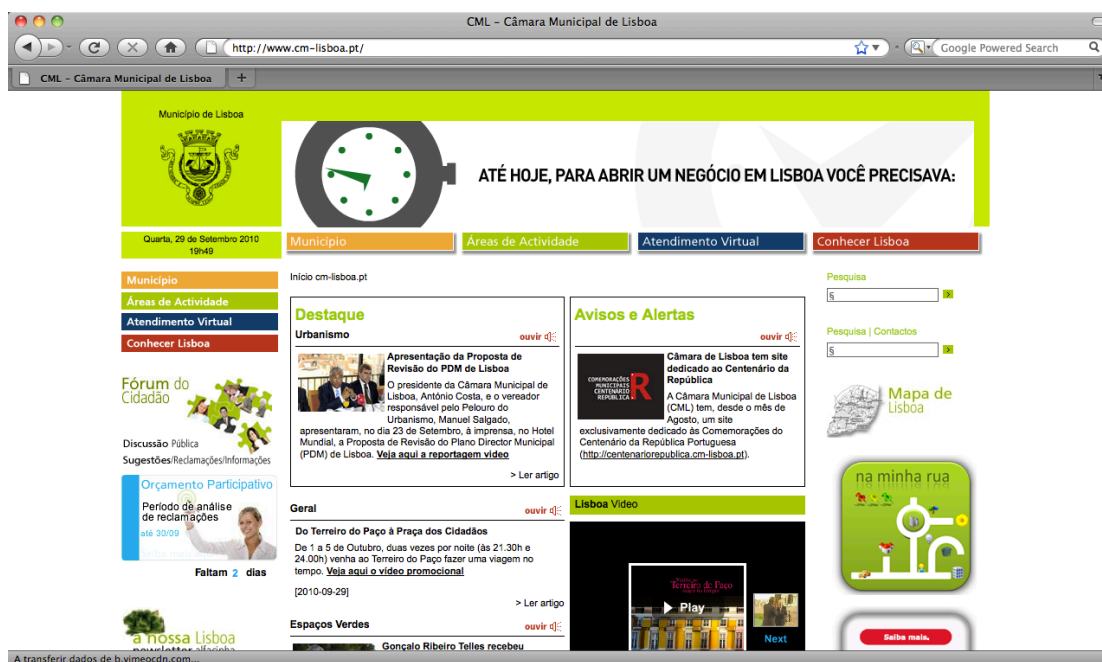 CML – Câmara Municipal de Lisboa
http://www.cm-lisboa.pt/
Google Powered Search
CML – Câmara Municipal de Lisboa
+
Município de Lisboa
ATÉ HOJE, PARA ABRIR UM NEGÓCIO EM LISBOA VOCÊ PRECISAVA:
Quarta, 29 de Setembro 2010
19h49
Município
Áreas de Actividade
Atendimento Virtual
Conhecer Lisboa
Município
Áreas de Actividade
Atendimento Virtual
Conhecer Lisboa
Fórum do
Cidadão
Discussão Pública
Sugestões/Reclamações/Informações
Orçamento Participativo
Período de análise
de reclamações
até 30/09
Saiba mais
Faltam 2 dias
a nossa Lisboa
newsletter alfacinha
Início cm-lisboa.pt
Destaque
Urbanismo
ouvir
Apresentação da Proposta de
Revisão do PDM de Lisboa
O presidente da Câmara Municipal de
Lisboa, António Costa, e o vereador
responsável pelo Pelouro do
Urbanismo, Manuel Salgado,
apresentaram, no dia 23 de Setembro, à imprensa, no Hotel
Mundial, a Proposta de Revisão do Plano Director Municipal
(PDM) de Lisboa. Veja aqui a reportagem video
> Ler artigo
Geral
ouvir
Do Terreiro do Paço à Praça dos Cidadãos
De 1 a 5 de Outubro, duas vezes por noite (às 21.30h e
24.00h) venha ao Terreiro do Paço fazer uma viagem no
tempo. Veja aqui o vídeo promocional
[2010-09-29]
> Ler artigo
Espaços Verdes
ouvir
Gonçalo Ribeiro Telles recebeu
Avisos e Alertas
ouvir
COMEMORAÇÕES
MUNICIPAIS
CENTENÁRIO
REPÚBLICA
R
Câmara de Lisboa tem site
dedicado ao Centenário da
República
A Câmara Municipal de Lisboa
(CML) tem, desde o mês de
Agosto, um site
exclusivamente dedicado às Comemorações do
Centenário da República Portuguesa
(http://centenariorepublica.cm-lisboa.pt).
Lisboa Video
Terreiro do Paço
Play
Next
Pesquisa
§
Pesquisa | Contactos
§
Mapa de
Lisboa
na minha rua
Saiba mais.
A transferir dados de b.vimeocdn.com...